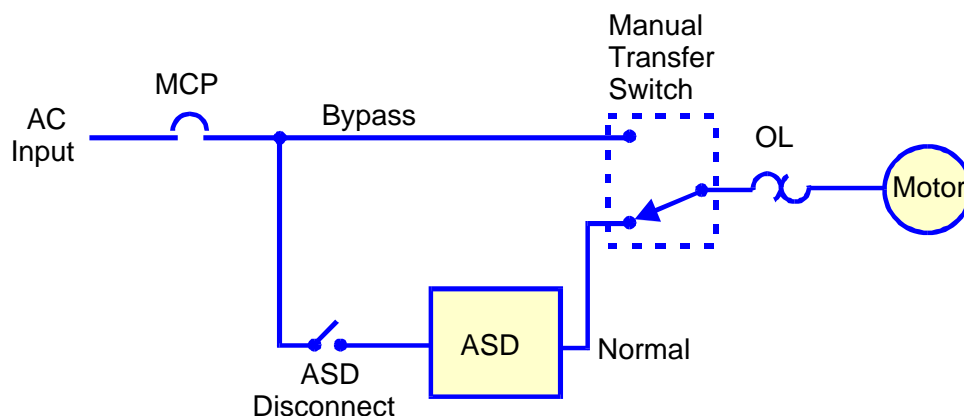 Manual
Transfer
Switch
MCP
AC
Input
Bypass
OL
Motor
ASD
Normal
ASD
Disconnect